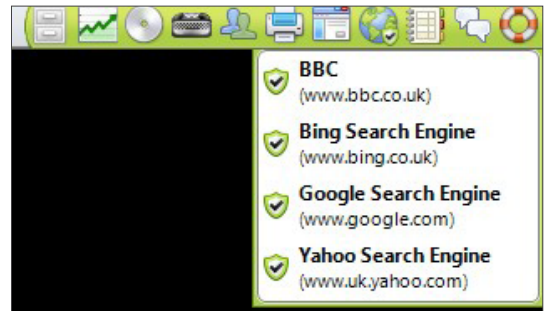 BBC
(www.bbc.co.uk)
Bing Search Engine
(www.bing.co.uk)
Google Search Engine
(www.google.com)
Yahoo Search Engine
(www.uk.yahoo.com)